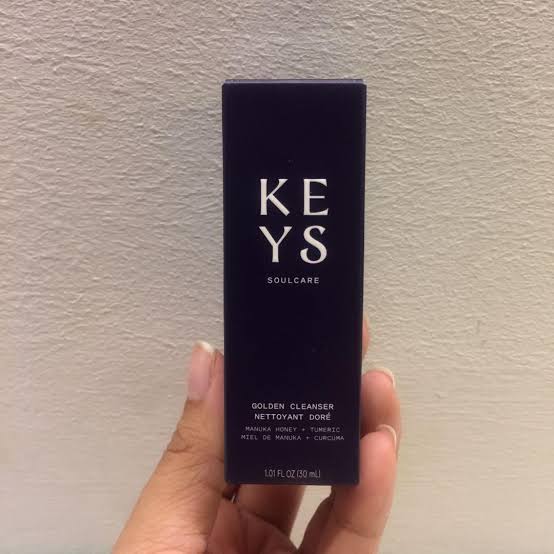 KE
YS
SOULCARE
GOLDEN CLEANSER
NETTOYANT DORÉ
MANUKA HONEY + TUMERIC
MIEL DE MANUKA + CURCUMA
1.01 FL OZ (30 mL)